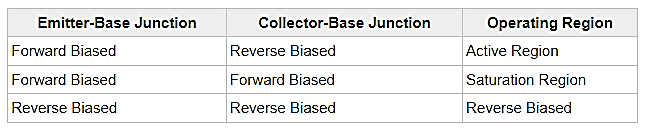 Emitter-Base Junction Collector-Base Junction Operating Region
Forward Biased Reverse Biased Active Region
Forward Biased Forward Biased Saturation Region
Reverse Biased Reverse Biased Reverse Biased